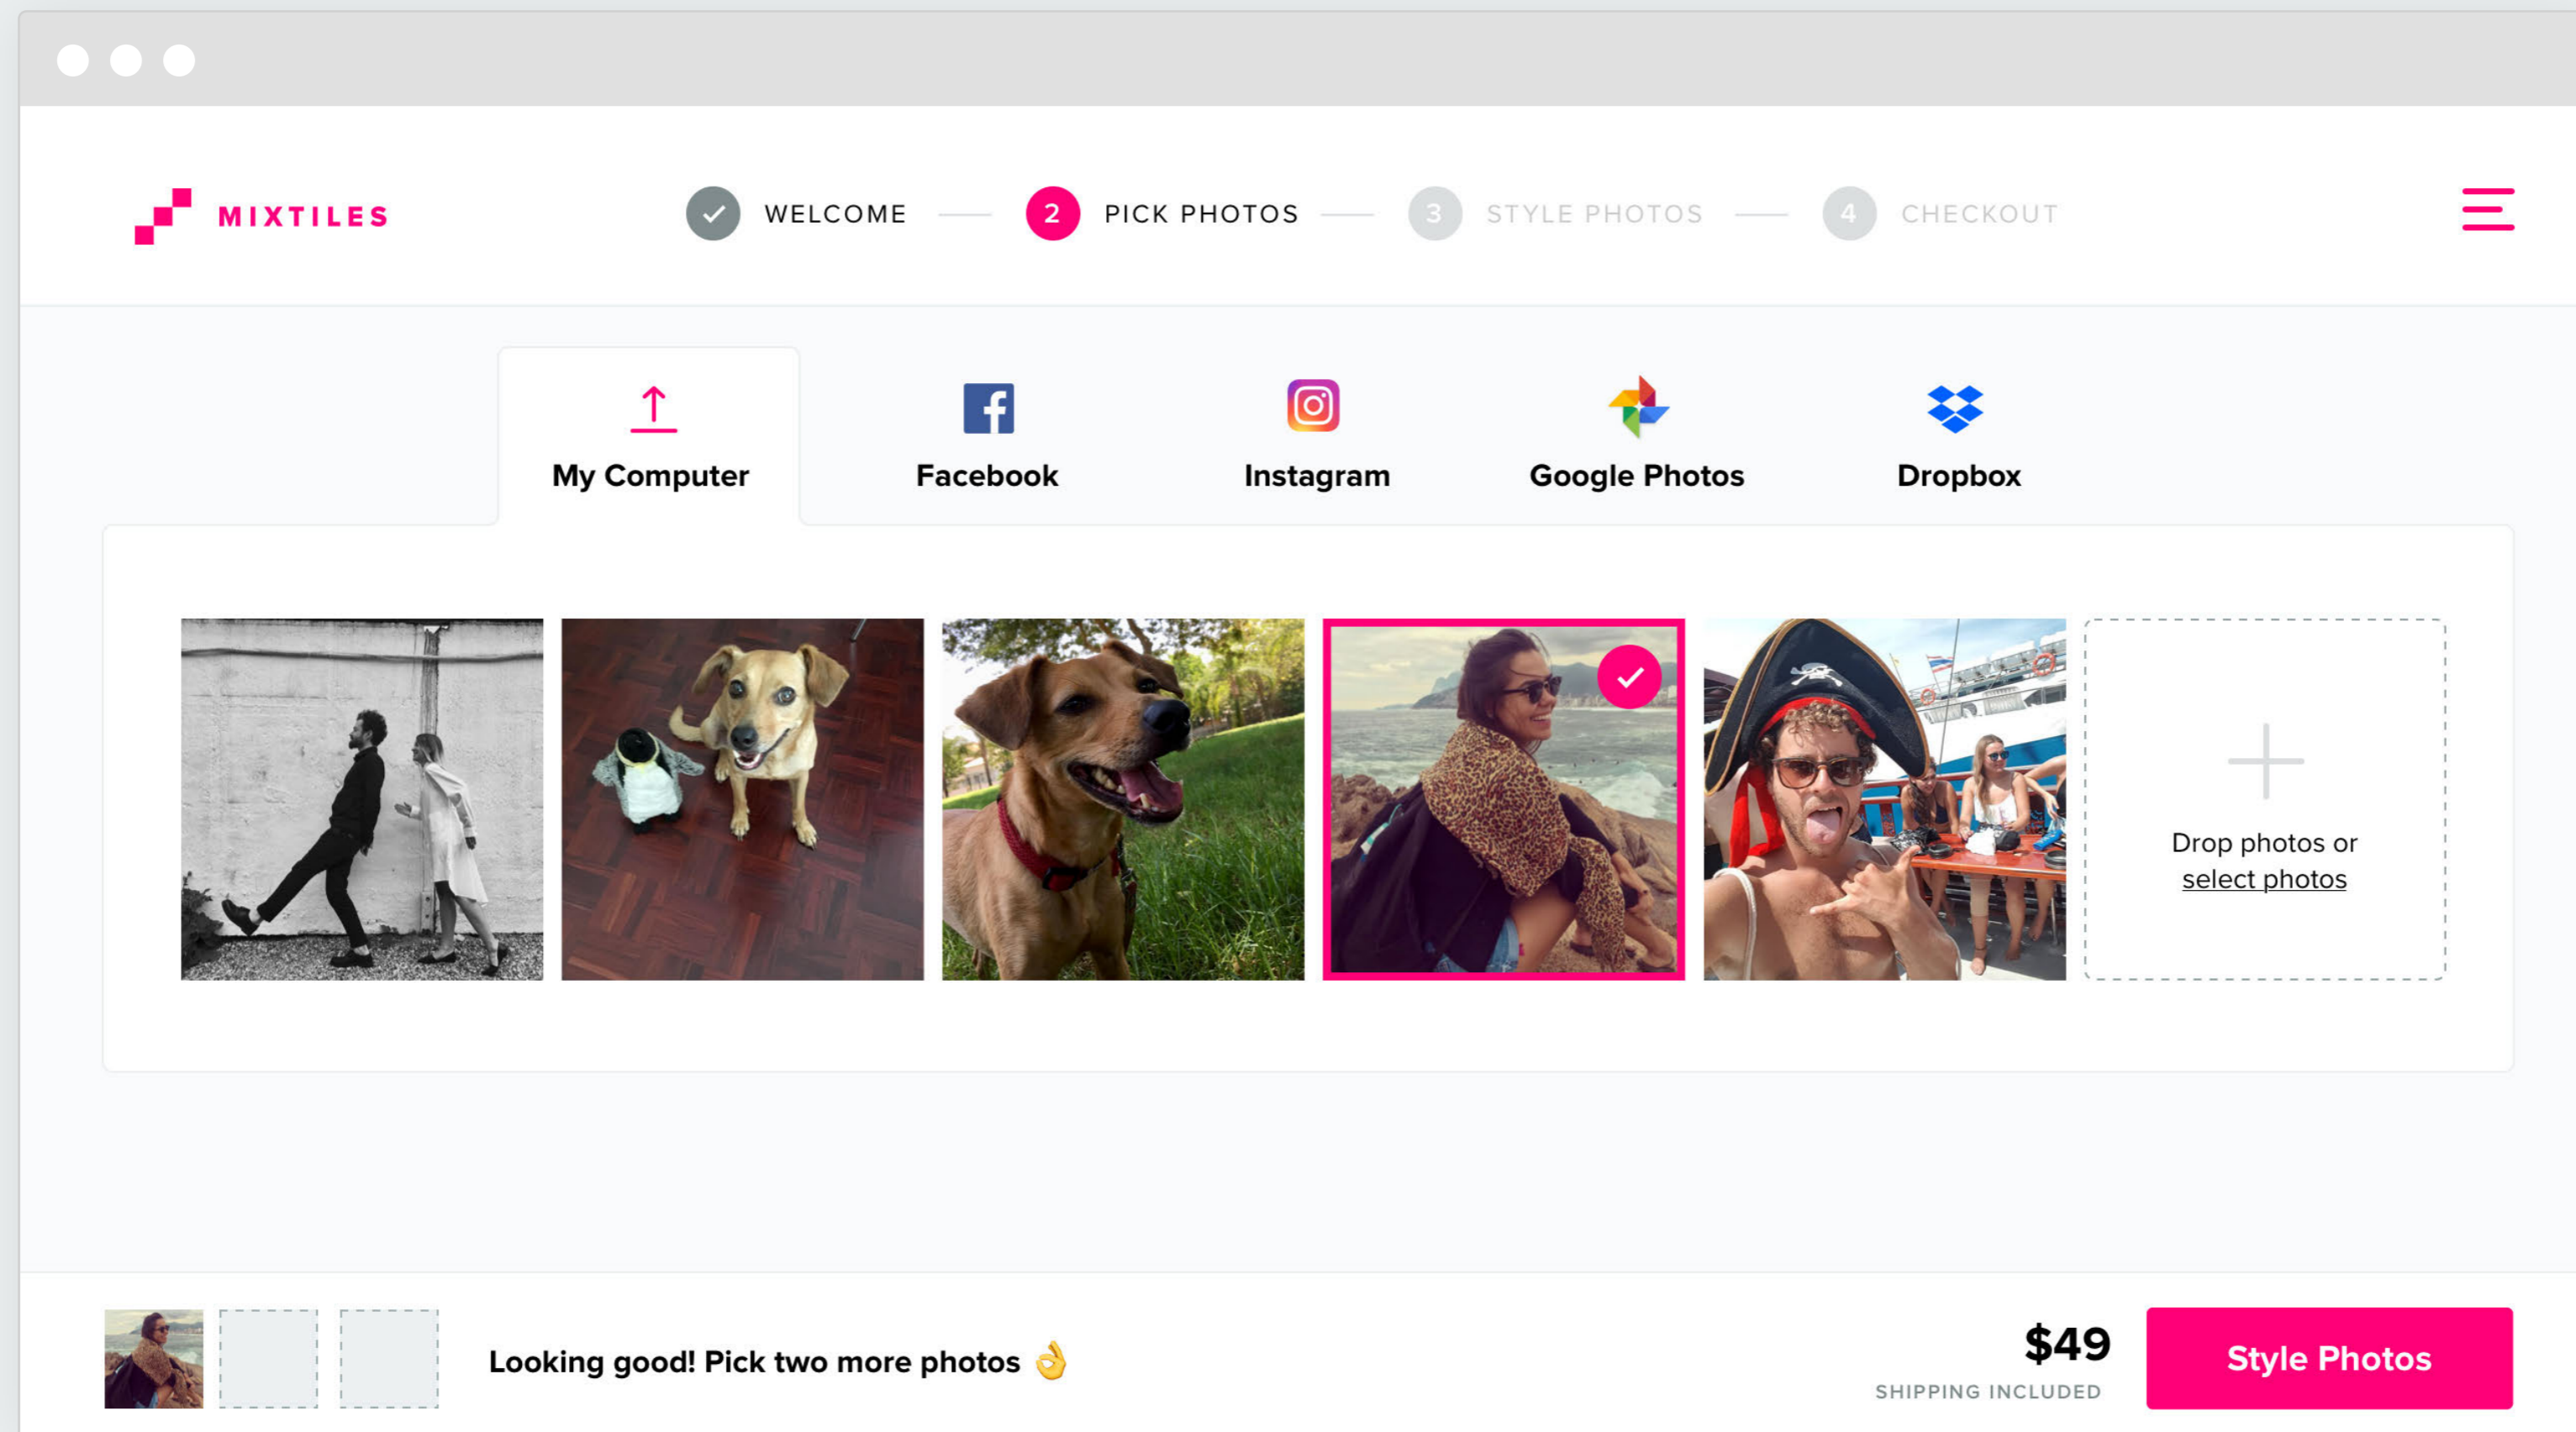 MIXTILES
WELCOME
2 PICK PHOTOS
3 STYLE PHOTOS
4 CHECKOUT
My Computer
Facebook
Instagram
Google Photos
Dropbox
Drop photos or
select photos
Looking good! Pick two more photos 👌
$49
SHIPPING INCLUDED
Style Photos